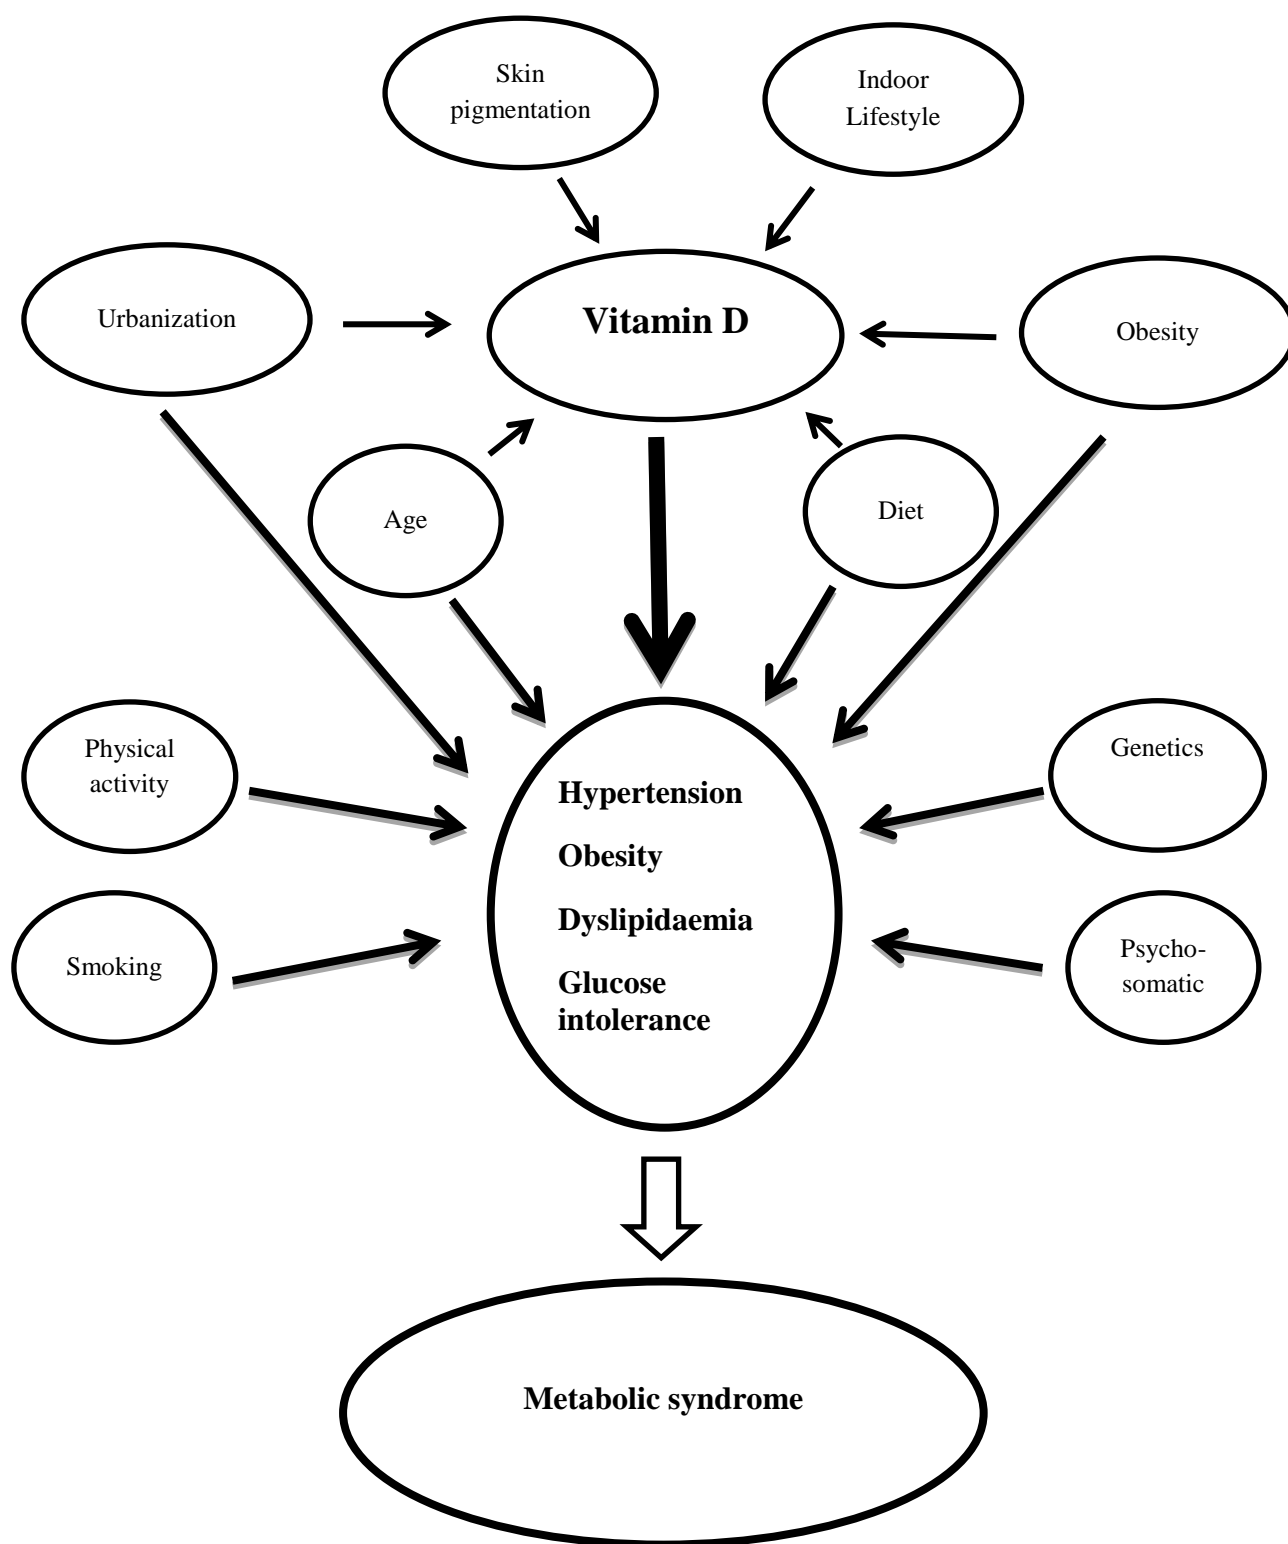 Skin
pigmentation
Indoor
Lifestyle
Urbanization
Vitamin D
Obesity
Age
Diet
Physical
activity
Genetics
Hypertension
Obesity
Dyslipidaemia
Glucose
intolerance
Smoking
Psycho-
somatic
Metabolic syndrome